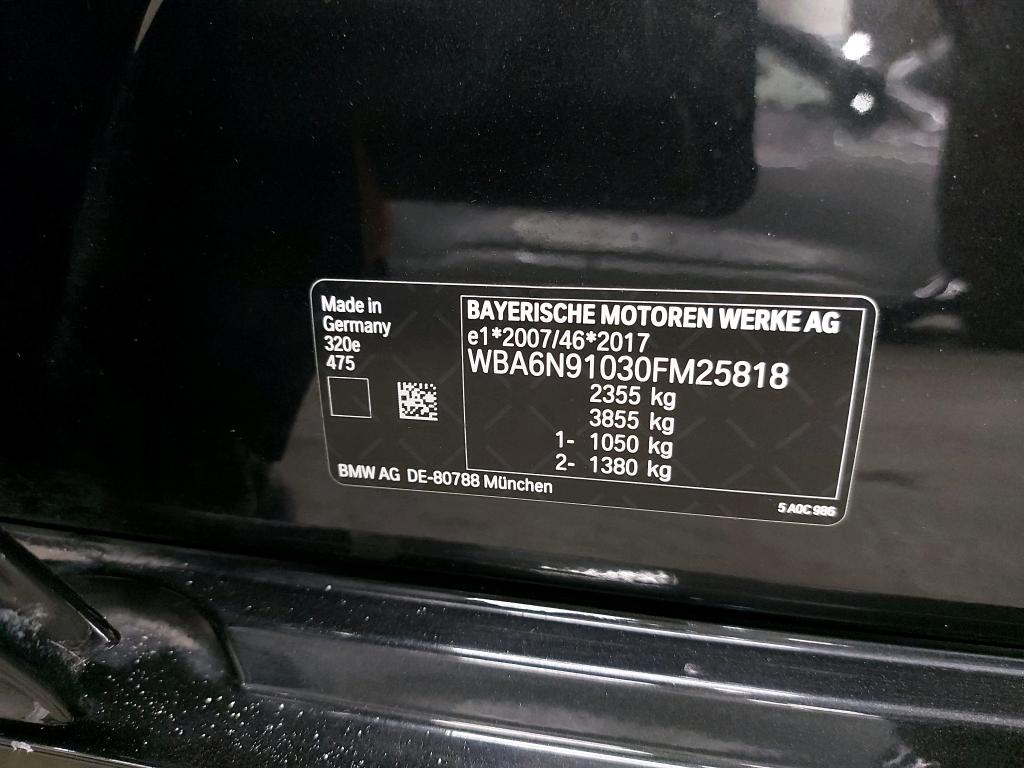 Made in
Germany
320e
475
BAYERISCHE MOTOREN WERKE AG
e1*2007/46*2017
WBA6N91030FM25818
2355 kg
3855 kg
1- 1050 kg
2- 1380 kg
BMW AG DE-80788 München
5 A0C 986